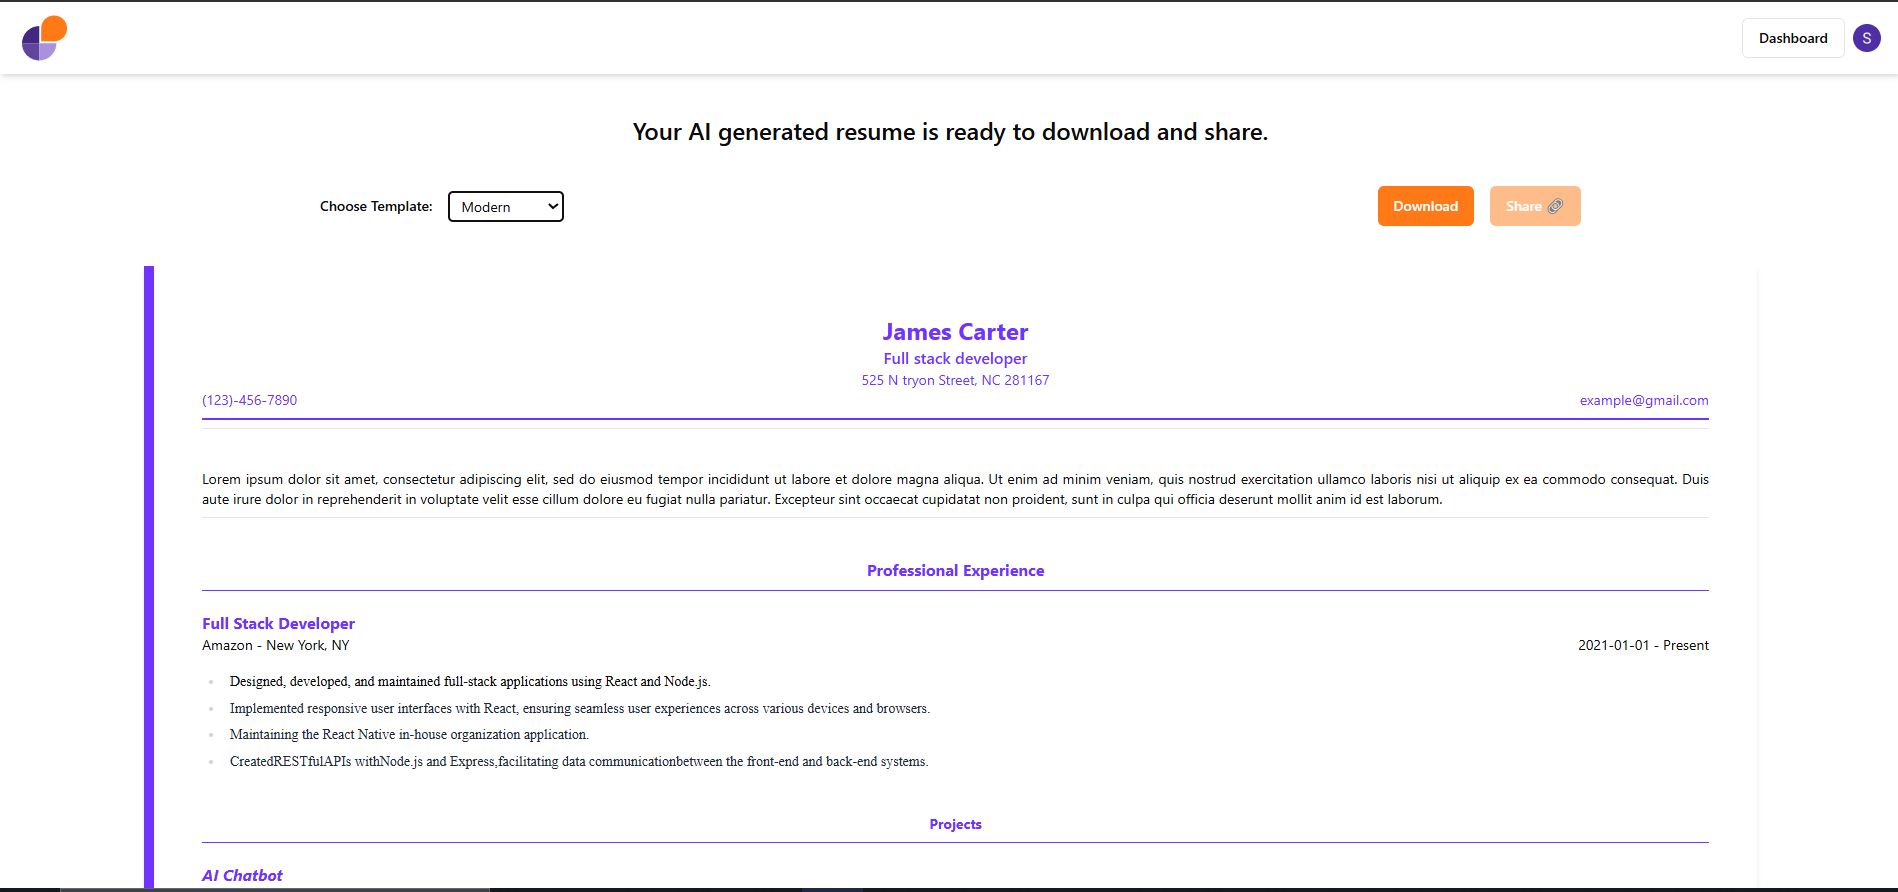 Dashboard
S
Your AI generated resume is ready to download and share.
Choose Template: Modern
Download
Share
James Carter
Full stack developer
525 N tryon Street, NC 281167
(123)-456-7890
example@gmail.com
Lorem ipsum dolor sit amet, consectetur adipiscing elit, sed do eiusmod tempor incididunt ut labore et dolore magna aliqua. Ut enim ad minim veniam, quis nostrud exercitation ullamco laboris nisi ut aliquip ex ea commodo consequat. Duis
aute irure dolor in reprehenderit in voluptate velit esse cillum dolore eu fugiat nulla pariatur. Excepteur sint occaecat cupidatat non proident, sunt in culpa qui officia deserunt mollit anim id est laborum.
Professional Experience
Full Stack Developer
Amazon - New York, NY
2021-01-01 - Present
Designed, developed, and maintained full-stack applications using React and Node.js.
Implemented responsive user interfaces with React, ensuring seamless user experiences across various devices and browsers.
Maintaining the React Native in-house organization application.
CreatedRESTfulAPIs withNode.js and Express,facilitating data communicationbetween the front-end and back-end systems.
Projects
AI Chatbot